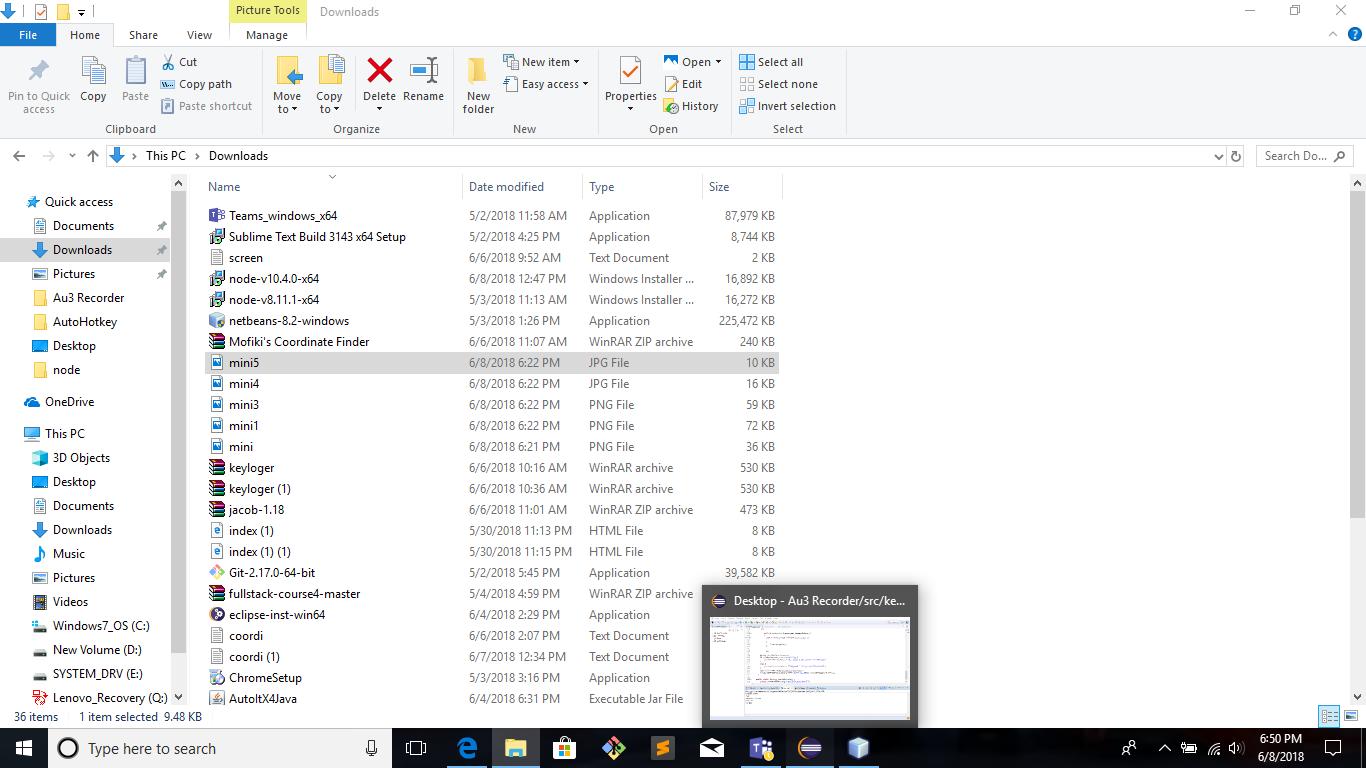 Picture Tools Downloads
File Home Share View Manage
Pin to Quick access
Copy
Paste
Cut
Copy path
Paste shortcut
Clipboard
Move to
Copy to
Delete
Rename
Organize
New folder
New item
Easy access
New
Properties
Open
Edit
History
Open
Select all
Select none
Invert selection
Select
This PC Downloads
Search Do...
Quick access
Documents
Downloads
Pictures
Au3 Recorder
AutoHotkey
Desktop
node
OneDrive
This PC
3D Objects
Desktop
Documents
Downloads
Music
Pictures
Videos
Windows7_OS (C:)
New Volume (D:)
SYSTEM_DRV (E:)
Lenovo_Recovery (Q:)
Name Date modified Type Size
Teams_windows_x64 5/2/2018 11:58 AM Application 87,979 KB
Sublime Text Build 3143 x64 Setup 5/2/2018 4:25 PM Application 8,744 KB
screen 6/6/2018 9:52 AM Text Document 2 KB
node-v10.4.0-x64 6/8/2018 12:47 PM Windows Installer ... 16,892 KB
node-v8.11.1-x64 5/3/2018 11:13 AM Windows Installer ... 16,272 KB
netbeans-8.2-windows 5/3/2018 1:26 PM Application 225,472 KB
Mofiki's Coordinate Finder 6/6/2018 11:07 AM WinRAR ZIP archive 240 KB
mini5 6/8/2018 6:22 PM JPG File 10 KB
mini4 6/8/2018 6:22 PM JPG File 16 KB
mini3 6/8/2018 6:22 PM PNG File 59 KB
mini1 6/8/2018 6:22 PM PNG File 72 KB
mini 6/8/2018 6:21 PM PNG File 36 KB
keyloger 6/6/2018 10:16 AM WinRAR archive 530 KB
keyloger (1) 6/6/2018 10:36 AM WinRAR archive 530 KB
jacob-1.18 6/6/2018 11:01 AM WinRAR ZIP archive 473 KB
index (1) 5/30/2018 11:13 PM HTML File 8 KB
index (1) (1) 5/30/2018 11:15 PM HTML File 8 KB
Git-2.17.0-64-bit 5/2/2018 5:45 PM Application 39,582 KB
fullstack-course4-master 5/4/2018 4:59 PM WinRAR ZIP archive
eclipse-inst-win64 6/4/2018 2:29 PM Application
coordi 6/6/2018 2:07 PM Text Document
coordi (1) 6/7/2018 12:34 PM Text Document
ChromeSetup 5/3/2018 3:16 PM Application
AutoItX4Java 6/4/2018 6:31 PM Executable Jar File
Desktop - Au3 Recorder/src/ke...
36 items 1 item selected 9.48 KB
Type here to search
6:50 PM
6/8/2018